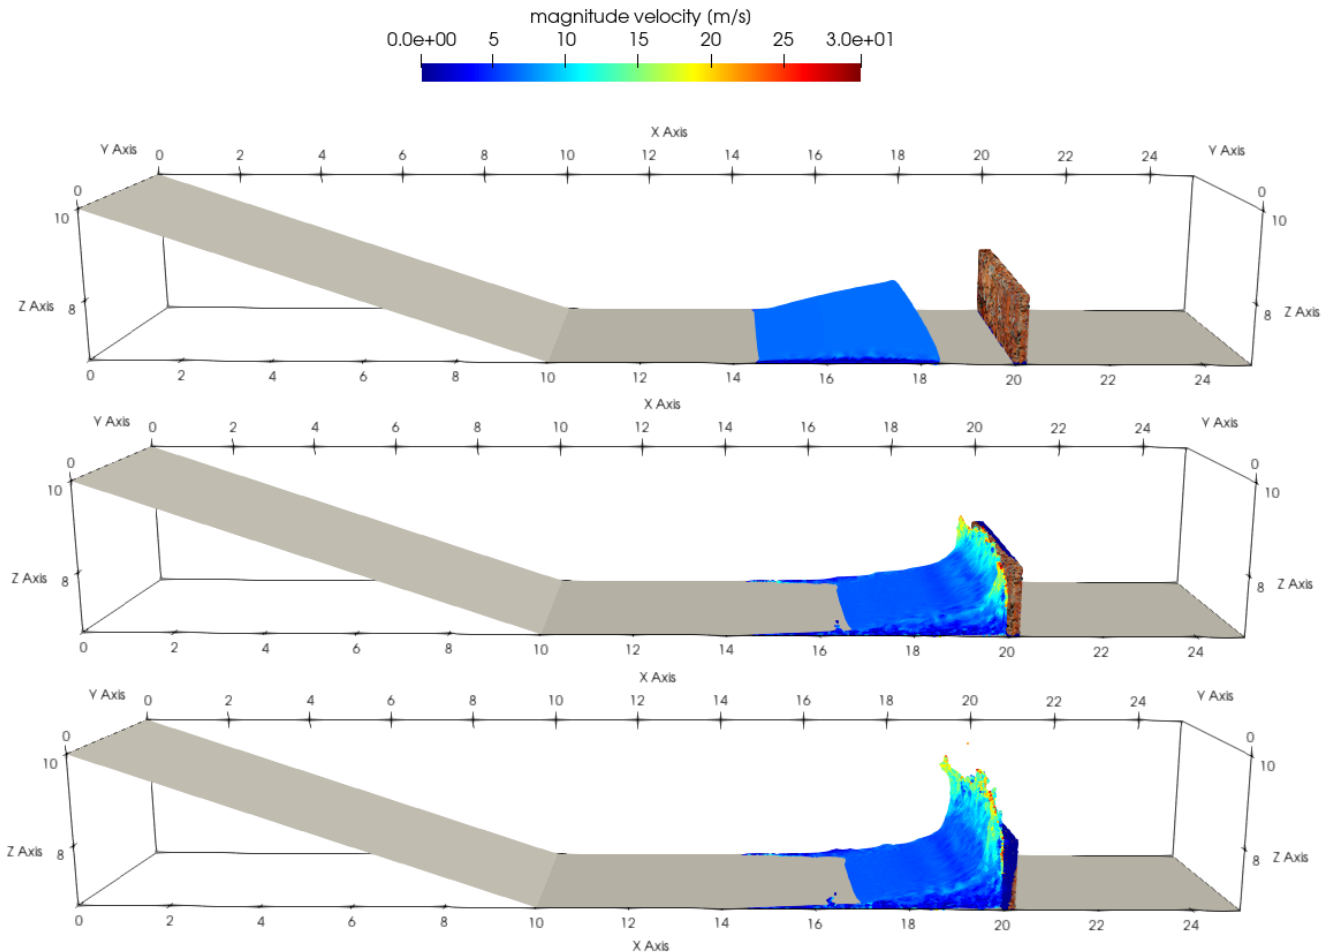 magnitude velocity (m/s)
0.0e+00 5 10 15 20 25 3.0e+01
X Axis
Y Axis 0 2 4 6 8 10 12 14 16 18 20 22 24 Y Axis
0 0
10 10
Z Axis 8 8 Z Axis
0 2 4 6 8 10 12 14 16 18 20 22 24
X Axis
Y Axis 0 2 4 6 8 10 12 14 16 18 20 22 24 Y Axis
0 0
10 10
Z Axis 8 8 Z Axis
0 2 4 6 8 10 12 14 16 18 20 22 24
X Axis
Y Axis 0 2 4 6 8 10 12 14 16 18 20 22 24 Y Axis
0 0
10 10
Z Axis 8 8 Z Axis
0 2 4 6 8 10 12 14 16 18 20 22 24
X Axis